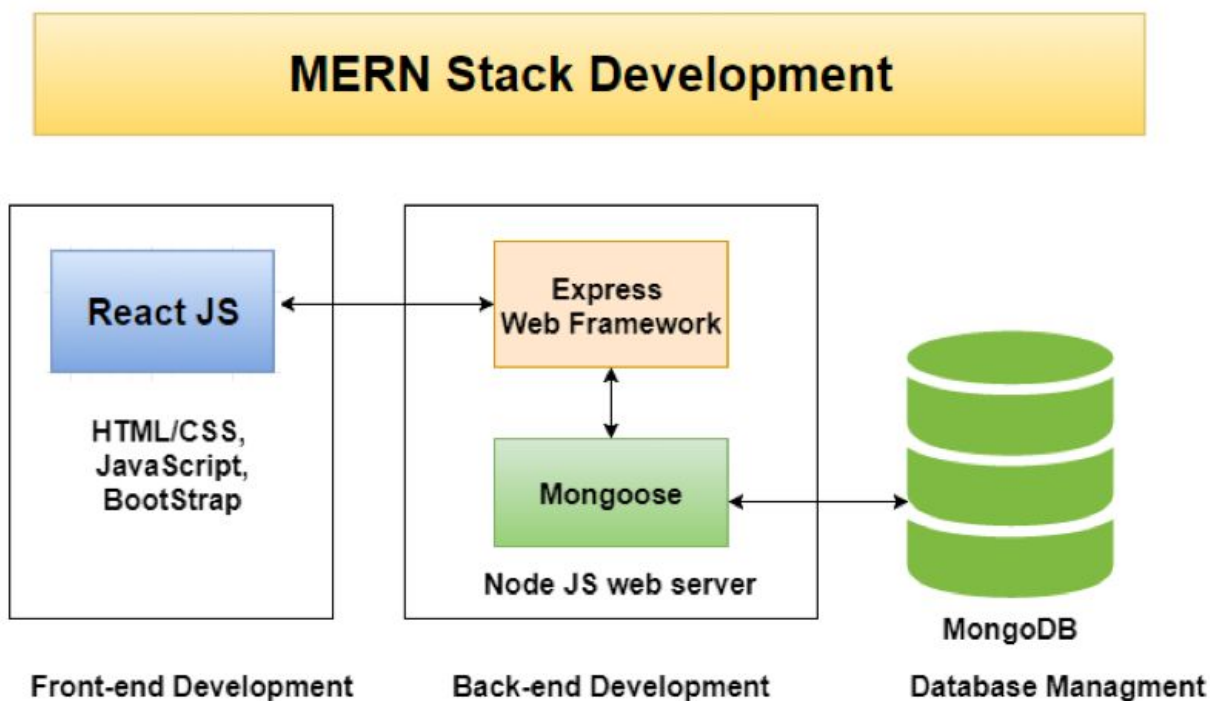 MERN Stack Development
React JS
HTML/CSS,
JavaScript,
BootStrap
Express
Web Framework
Mongoose
Node JS web server
MongoDB
Front-end Development
Back-end Development
Database Managment